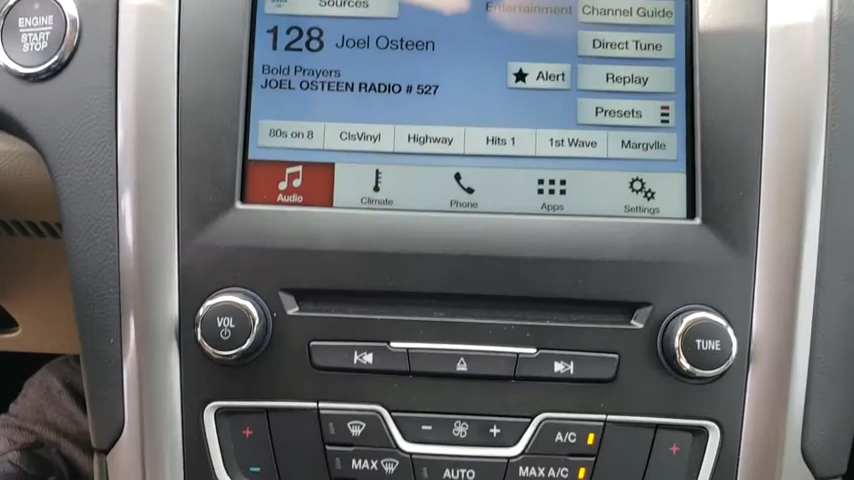 ENGINE
START
STOP
Sources
Entertainment
Channel Guide
128 Joel Osteen
Direct Tune
Bold Prayers
Alert
Replay
JOEL OSTEEN RADIO # 527
Presets
80s on 8 ClsVinyl Highway Hits 1 1st Wave Margvlle
Audio Climate Phone Apps Settings
VOL
TUNE
+ - + A/C +
- MAX AUTO MAX A/C